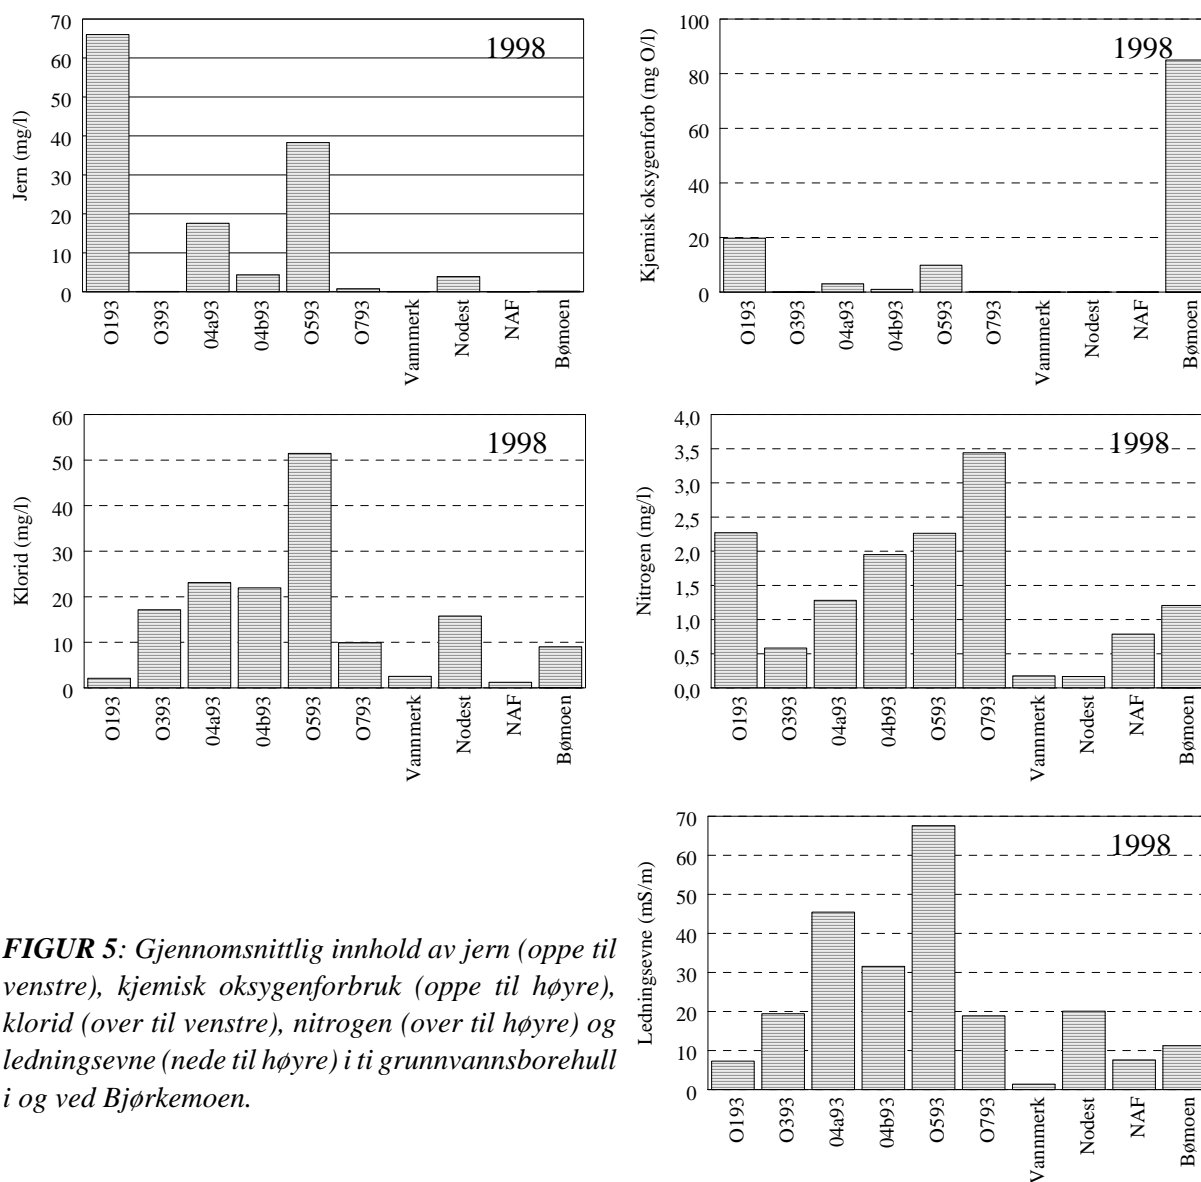 1998
Jern (mg/l)
70
60
50
40
30
20
10
0
O193
O393
04a93
04b93
O593
O793
Vannmerk
Nodest
NAF
Bømoen
1998
Kjemisk oksygenforb (mg O/l)
100
80
60
40
20
0
O193
O393
04a93
04b93
O593
O793
Vannmerk
Nodest
NAF
Bømoen
1998
Klorid (mg/l)
60
50
40
30
20
10
0
O193
O393
04a93
04b93
O593
O793
Vannmerk
Nodest
NAF
Bømoen
1998
Nitrogen (mg/l)
4,0
3,5
3,0
2,5
2,0
1,5
1,0
0,5
0,0
O193
O393
04a93
04b93
O593
O793
Vannmerk
Nodest
NAF
Bømoen
1998
Ledningsevne (mS/m)
70
60
50
40
30
20
10
0
O193
O393
04a93
04b93
O593
O793
Vannmerk
Nodest
NAF
Bømoen
FIGUR 5: Gjennomsnittlig innhold av jern (oppe til
venstre), kjemisk oksygenforbruk (oppe til høyre),
klorid (over til venstre), nitrogen (over til høyre) og
ledningsevne (nede til høyre) i ti grunnvannsborehull
i og ved Bjørkemoen.